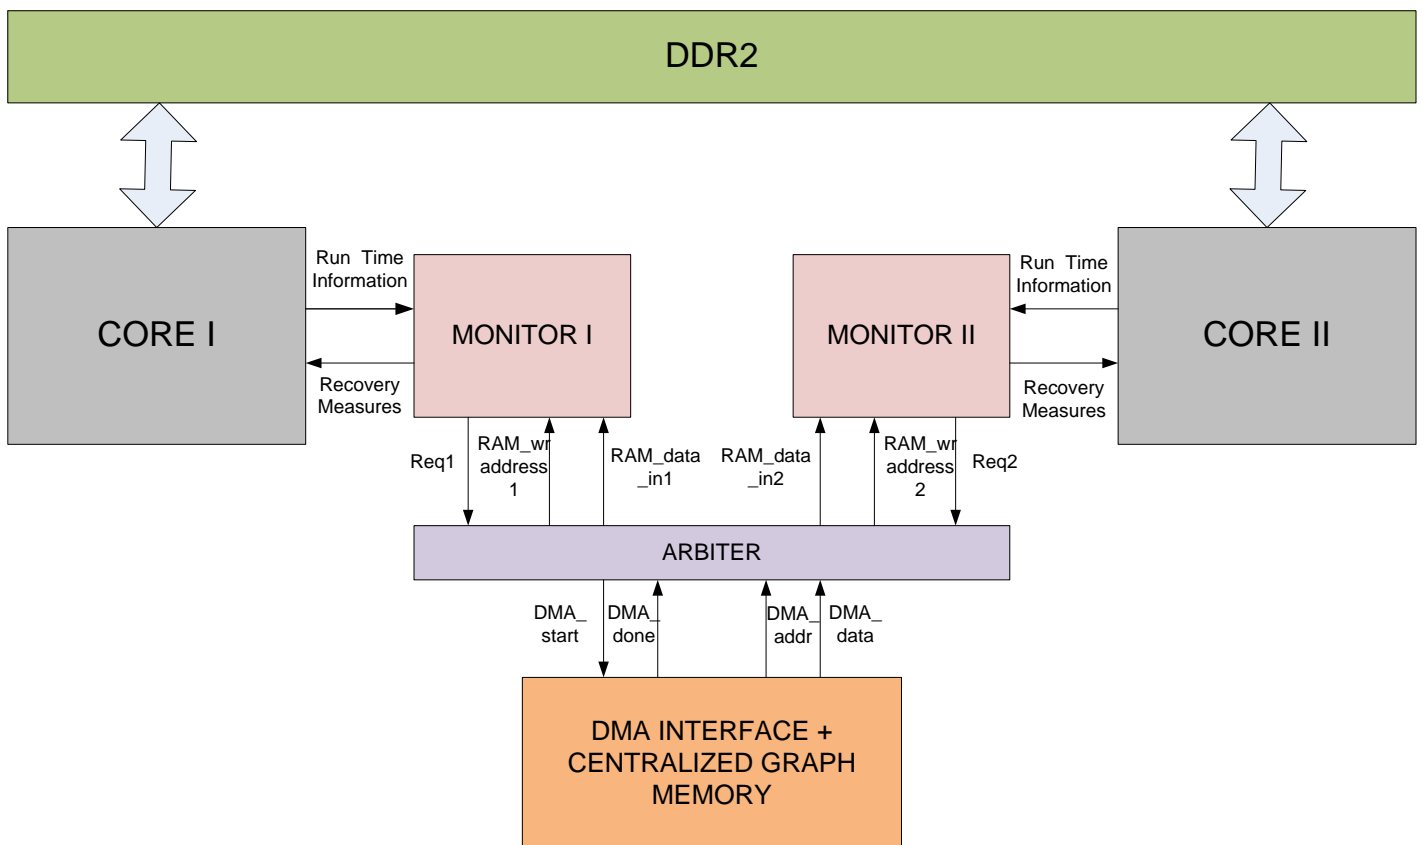 DDR2
Run Time
Information
Run Time
Information
CORE I
MONITOR I
MONITOR II
CORE II
Recovery
Measures
Recovery
Measures
Req1
RAM_wr
address
1
RAM_data
_in1
RAM_data
_in2
RAM_wr
address
2
Req2
ARBITER
DMA_
start
DMA_
done
DMA_
addr
DMA_
data
DMA INTERFACE +
CENTRALIZED GRAPH
MEMORY